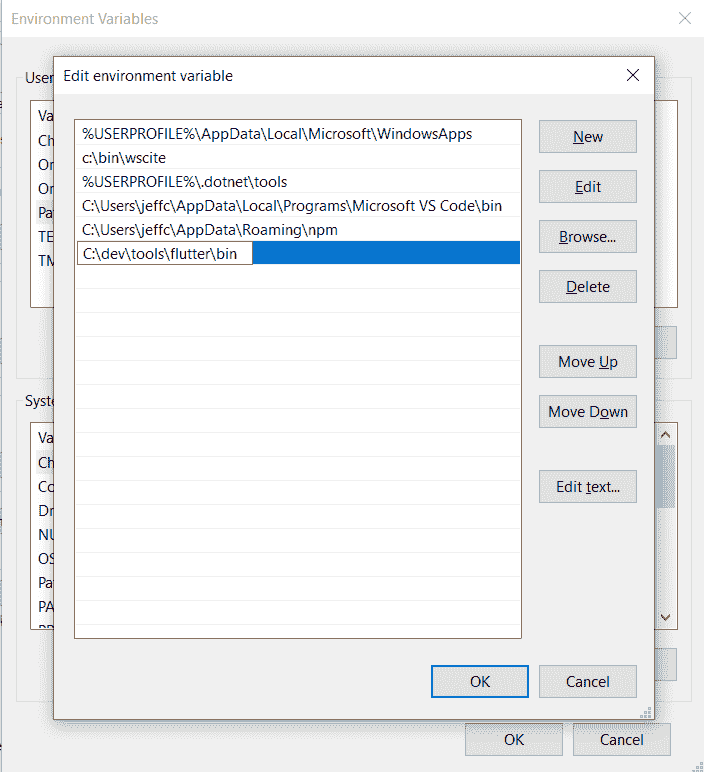 Environment Variables
Edit environment variable
User
Va
Ch
On
On
Pa
TE
TM
%USERPROFILE%\AppData\Local\Microsoft\WindowsApps
c:\bin\wscite
%USERPROFILE%\.dotnet\tools
C:\Users\jeffc\AppData\Local\Programs\Microsoft VS Code\bin
C:\Users\jeffc\AppData\Roaming\npm
C:\dev\tools\flutter\bin
New
Edit
Browse...
Delete
Move Up
Move Down
Edit text...
Syste
Va
Ch
Co
Dr
NU
OS
Pa
PA
OK
Cancel
OK
Cancel